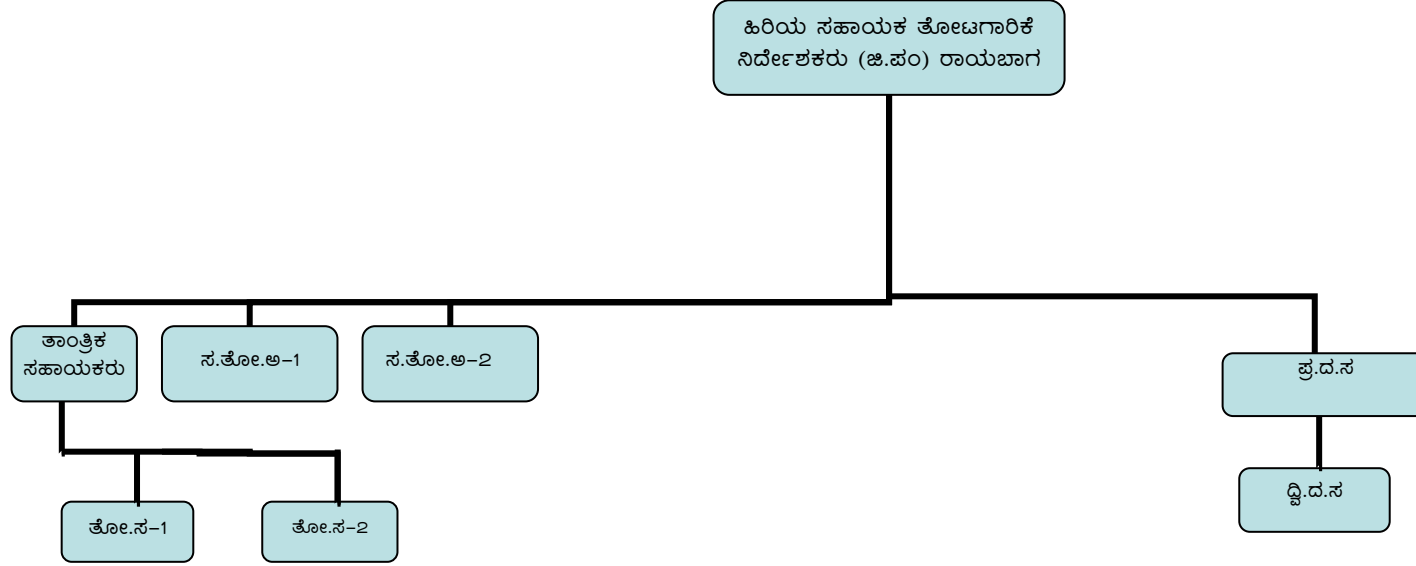 ಹಿರಿಯ ಸಹಾಯಕ ತೋಟಗಾರಿಕೆ
ನಿರ್ದೇಶಕರು (ಜಿ.ಪಂ) ರಾಯಬಾಗ
ತಾಂತ್ರಿಕ
ಸಹಾಯಕರು
ಸ.ತೋ.ಅ-1
ಸ.ತೋ.ಅ-2
ಪ್ರ.ದ.ಸ
ತೋ.ಸ-1
ತೋ.ಸ-2
ದ್ವಿ.ದ.ಸ